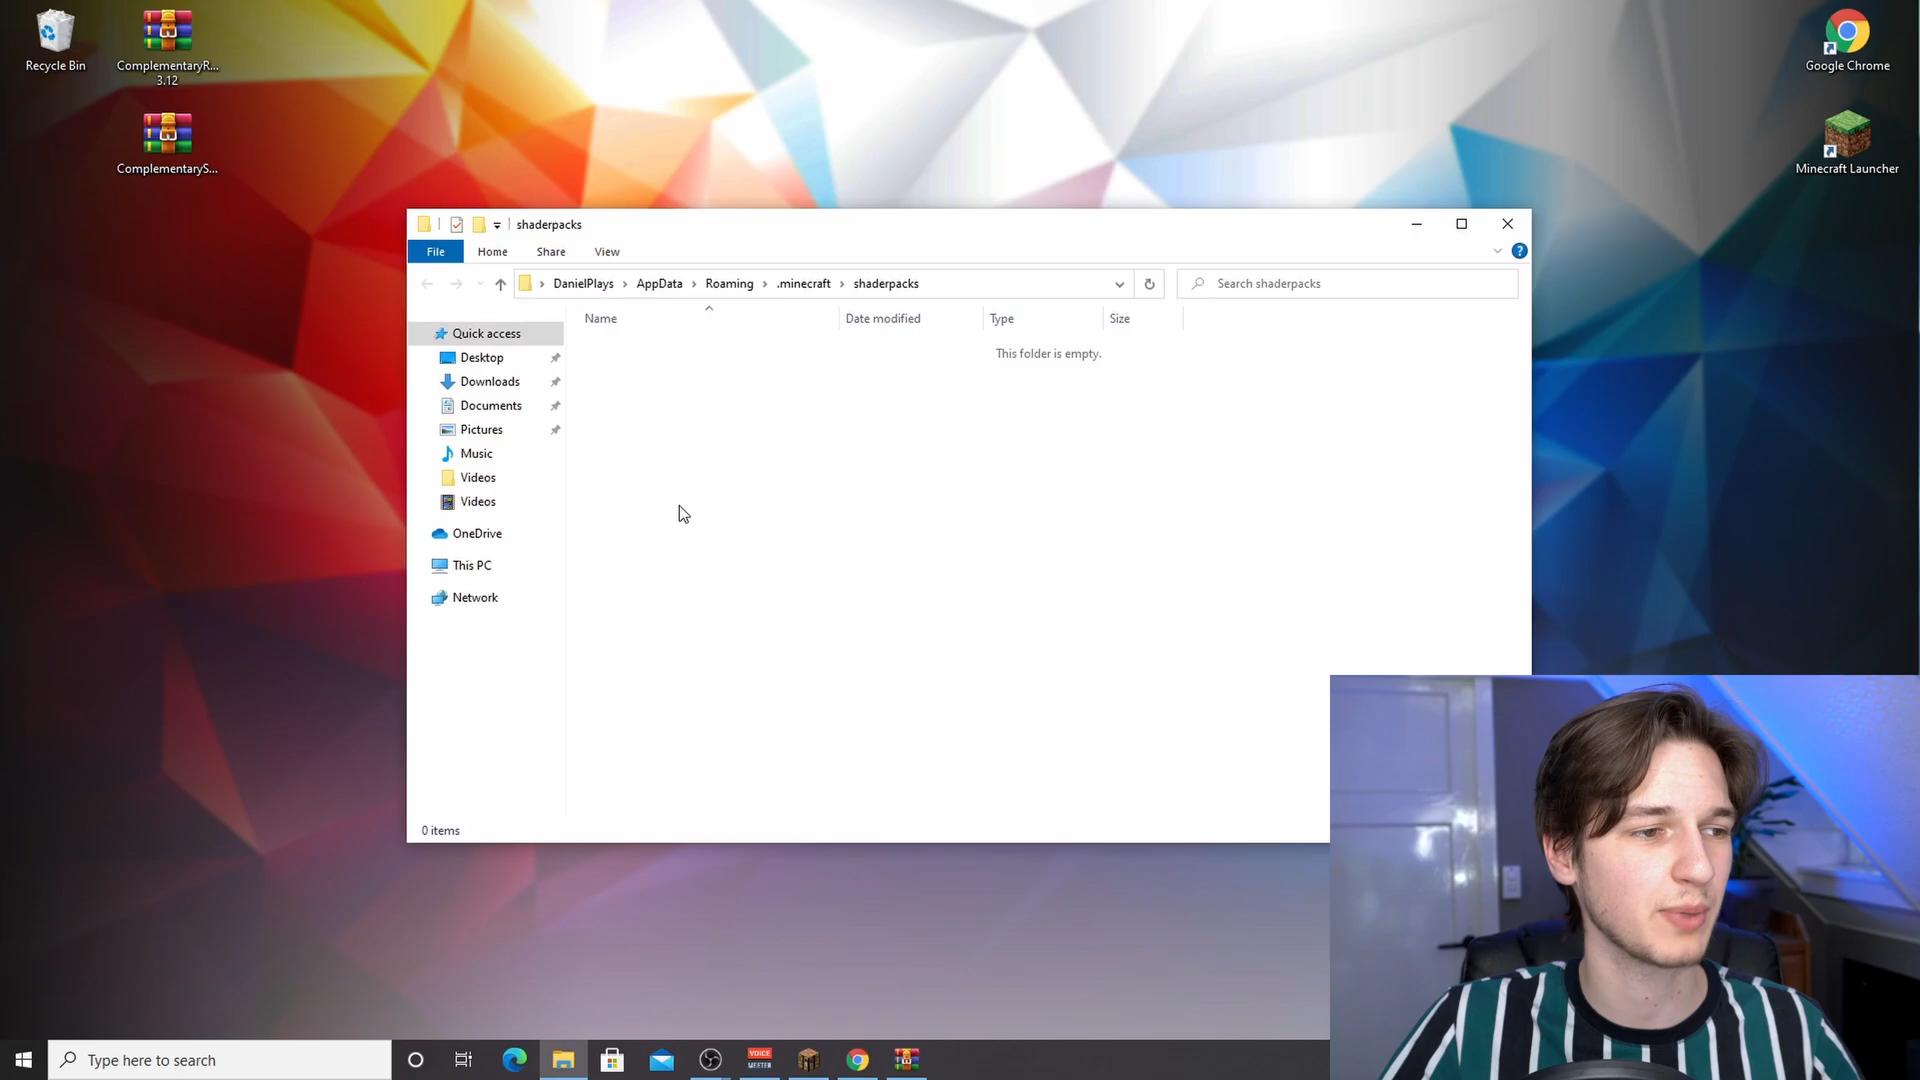 Recycle Bin
ComplementaryR...
3.12
ComplementaryS...
Google Chrome
Minecraft Launcher
shaderpacks
File Home Share View
DanielPlays AppData Roaming .minecraft shaderpacks
Search shaderpacks
Name Date modified Type Size
This folder is empty.
Quick access
Desktop
Downloads
Documents
Pictures
Music
Videos
Videos
OneDrive
This PC
Network
0 items
Type here to search
VOICE
MEETER